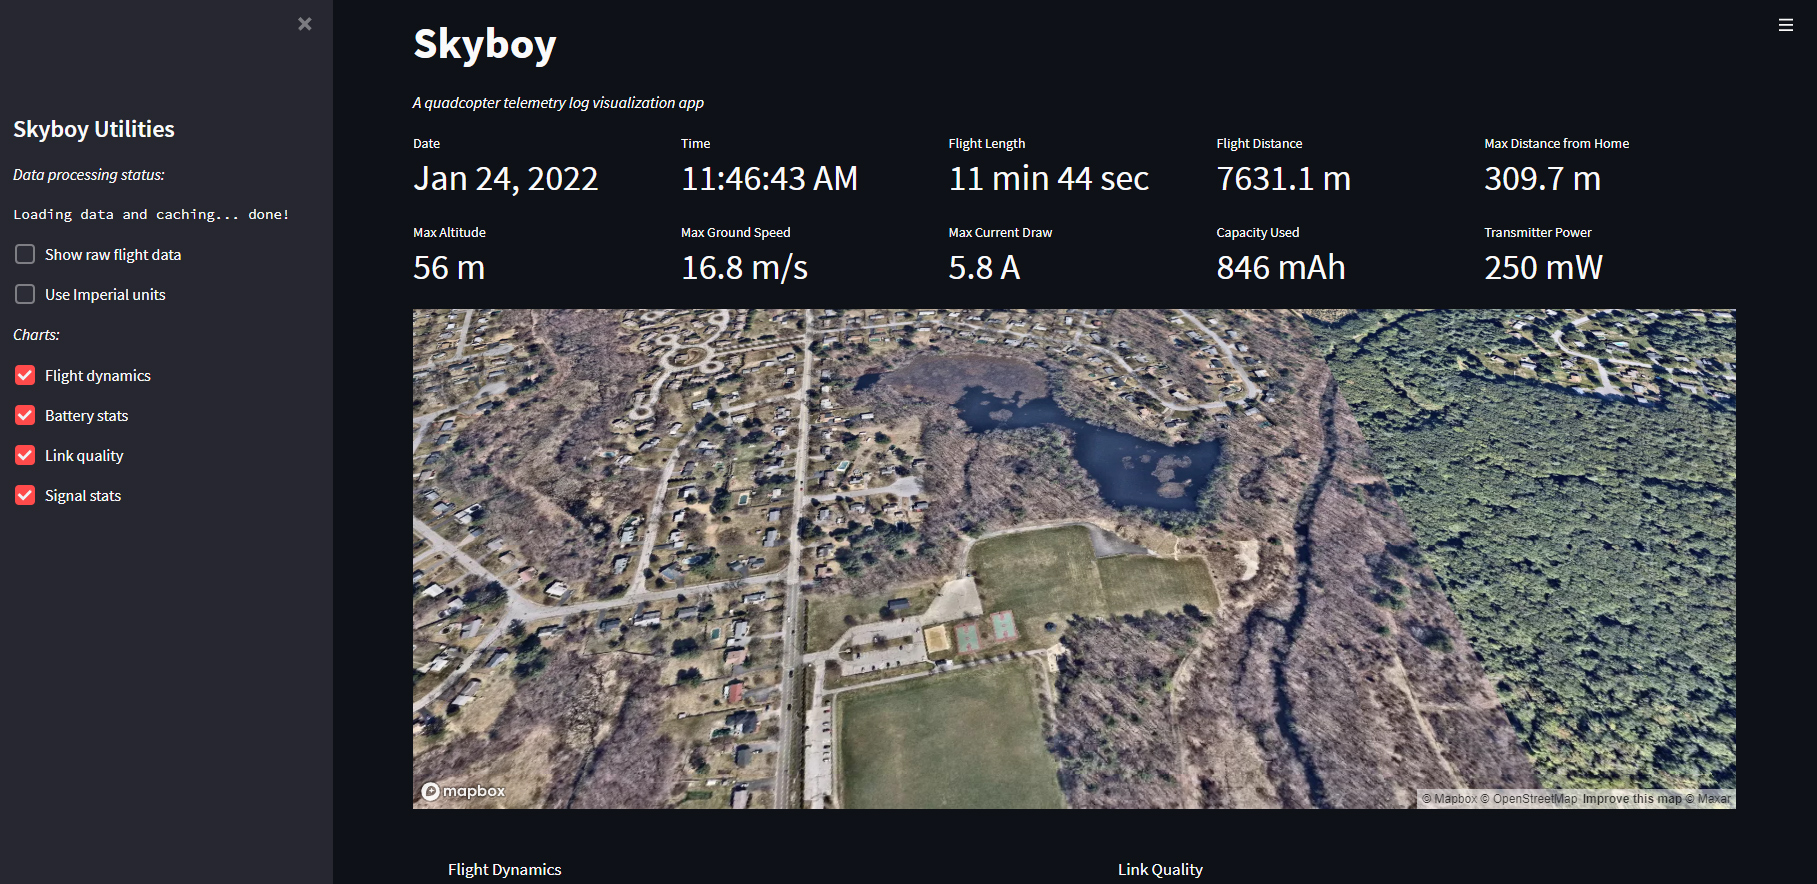 Skyboy
A quadcopter telemetry log visualization app
Skyboy Utilities
Data processing status:
Loading data and caching... done!
Show raw flight data
Use Imperial units
Charts:
Flight dynamics
Battery stats
Link quality
Signal stats
Date
Jan 24, 2022
Time
11:46:43 AM
Flight Length
11 min 44 sec
Flight Distance
7631.1 m
Max Distance from Home
309.7 m
Max Altitude
56 m
Max Ground Speed
16.8 m/s
Max Current Draw
5.8 A
Capacity Used
846 mAh
Transmitter Power
250 mW
mapbox
© Mapbox © OpenStreetMap Improve this map © Maxar
Flight Dynamics
Link Quality